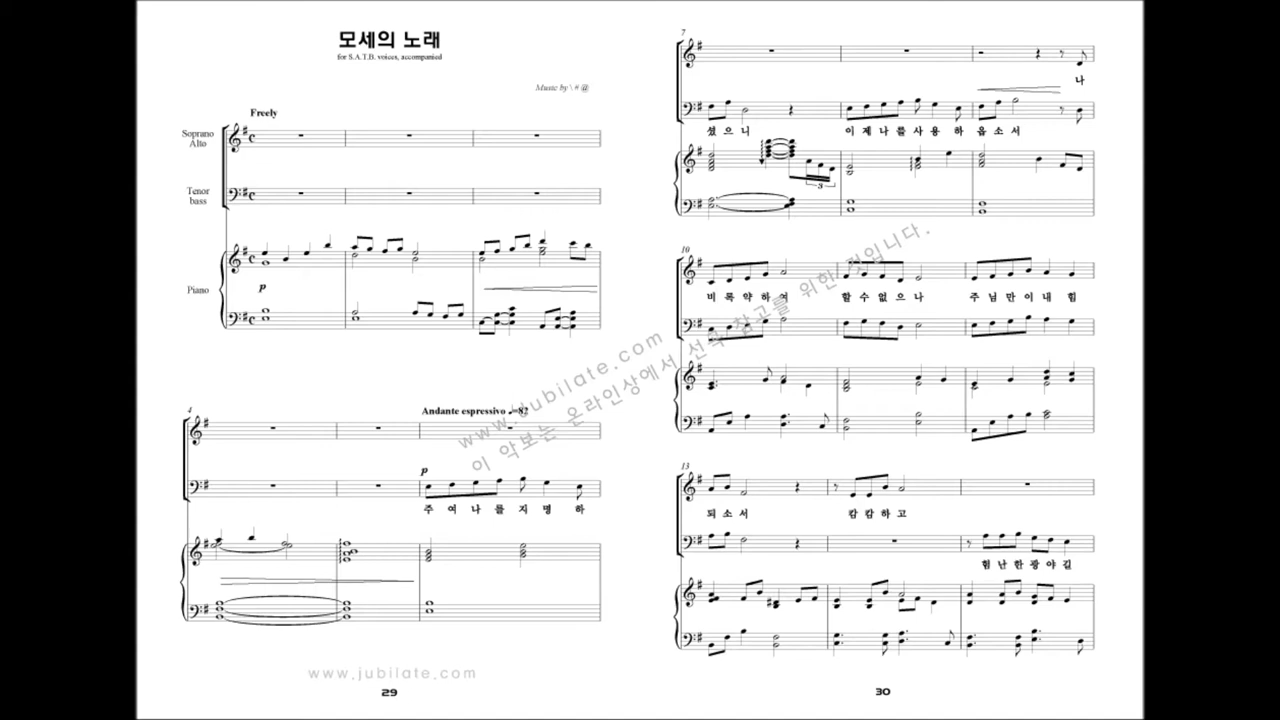 모세의 노래
for S.A.T.B. voices, accompanied
Music by \ # @
Freely
Soprano
Alto
Tenor
bass
Piano
p
4
Andante espressivo ♩=82
p
주 여 나 를 지 명 하
www.jubilate.com
29
7
나
셨 으 니 이 제 나 를 사 용 하 옵 소 서
3
10
비 록 약 하 여 할 수 없 으 나 주 님 만 이 내 힘
13
되 소 서 캄 캄 하 고
험 난 한 광 야 길
30
www.jubilate.com
이 악보는 온라인상에서 선곡 참고를 위한 것입니다.